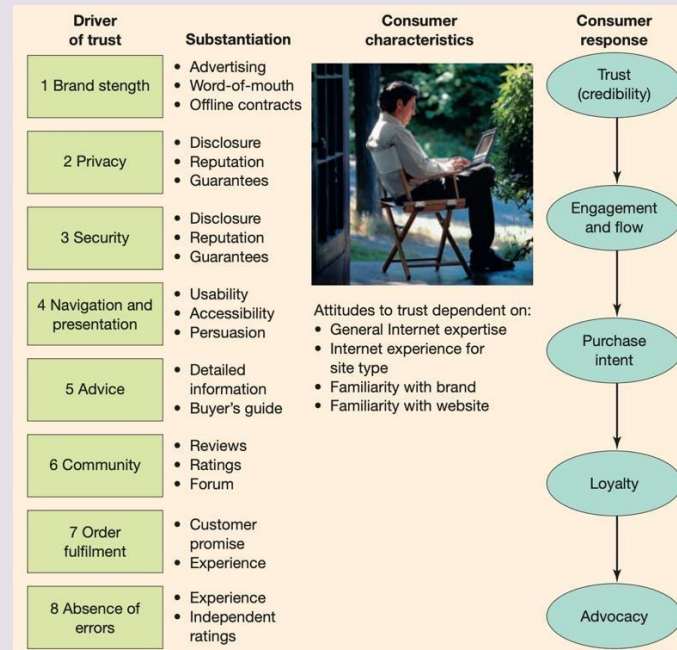 Driver
of trust
Substantiation
Consumer
characteristics
Consumer
response
1 Brand stength
• Advertising
• Word-of-mouth
• Offline contracts
2 Privacy
• Disclosure
• Reputation
• Guarantees
3 Security
• Disclosure
• Reputation
• Guarantees
4 Navigation and
presentation
• Usability
• Accessibility
• Persuasion
5 Advice
• Detailed
information
• Buyer's guide
6 Community
• Reviews
• Ratings
• Forum
7 Order
fulfilment
• Customer
promise
• Experience
8 Absence of
errors
• Experience
• Independent
ratings
Attitudes to trust dependent on:
• General Internet expertise
• Internet experience for
site type
• Familiarity with brand
• Familiarity with website
Trust
(credibility)
Engagement
and flow
Purchase
intent
Loyalty
Advocacy